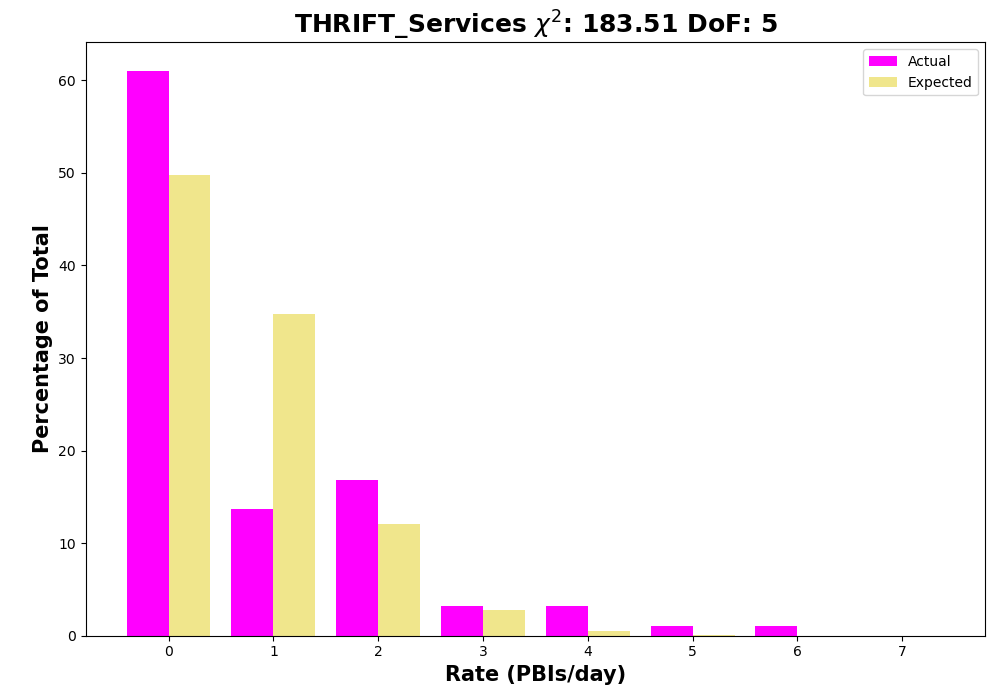 THRIFT_Services χ²: 183.51 DoF: 5
Actual
Expected
60
50
40
30
20
10
0
Percentage of Total
0 1 2 3 4 5 6 7
Rate (PBIs/day)